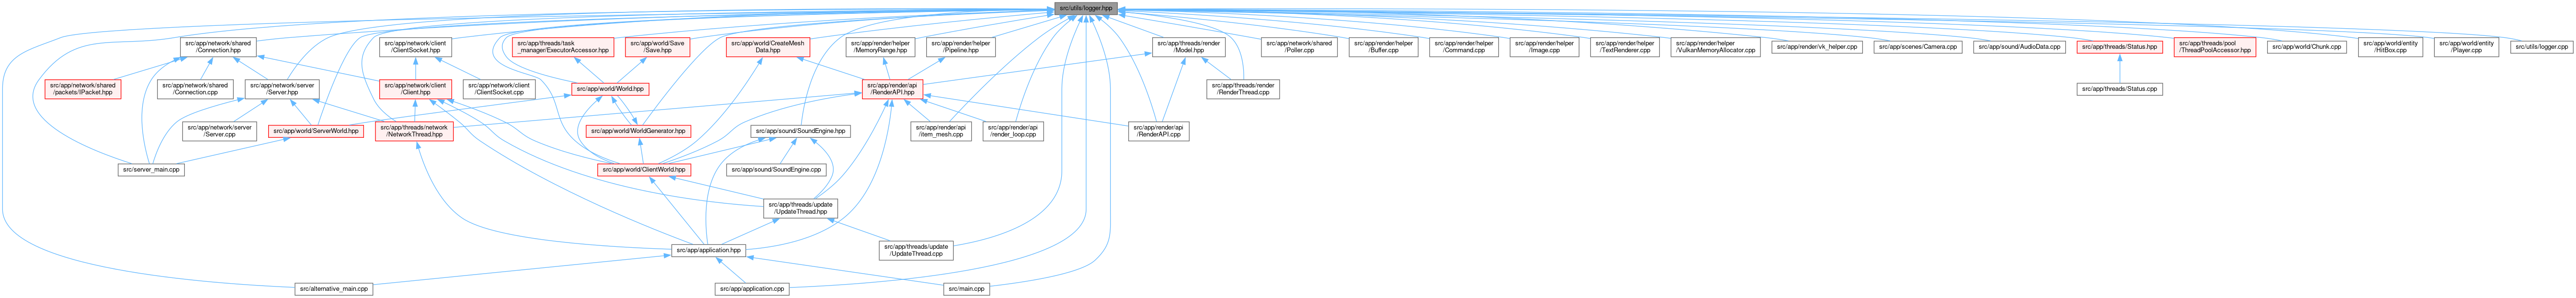 src/utils/logger.hpp
src/app/network/shared
/Connection.hpp
src/app/network/client
/ClientSocket.hpp
src/app/threads/task
_manager/ExecutorAccessor.hpp
src/app/world/Save
/Save.hpp
src/app/world/CreateMesh
Data.hpp
src/app/render/helper
/MemoryRange.hpp
src/app/render/helper
/Pipeline.hpp
src/app/threads/render
/Model.hpp
src/app/network/shared
/Poller.cpp
src/app/render/helper
/Buffer.cpp
src/app/render/helper
/Command.cpp
src/app/render/helper
/Image.cpp
src/app/render/helper
/TextRenderer.cpp
src/app/render/helper
/VulkanMemoryAllocator.cpp
src/app/render/vk_helper.cpp
src/app/scenes/Camera.cpp
src/app/sound/AudioData.cpp
src/app/threads/Status.hpp
src/app/threads/pool
/ThreadPoolAccessor.hpp
src/app/world/Chunk.cpp
src/app/world/entity
/HitBox.cpp
src/app/world/entity
/Player.cpp
src/utils/logger.cpp
src/app/network/shared
/packets/IPacket.hpp
src/app/network/shared
/Connection.cpp
src/app/network/server
/Server.hpp
src/app/network/client
/Client.hpp
src/app/network/client
/ClientSocket.cpp
src/app/world/World.hpp
src/app/render/api
/RenderAPI.hpp
src/app/threads/render
/RenderThread.cpp
src/app/threads/Status.cpp
src/app/network/server
/Server.cpp
src/app/world/ServerWorld.hpp
src/app/threads/network
/NetworkThread.hpp
src/app/world/WorldGenerator.hpp
src/app/sound/SoundEngine.hpp
src/app/render/api
/item_mesh.cpp
src/app/render/api
/render_loop.cpp
src/app/render/api
/RenderAPI.cpp
src/server_main.cpp
src/app/world/ClientWorld.hpp
src/app/sound/SoundEngine.cpp
src/app/threads/update
/UpdateThread.hpp
src/app/application.hpp
src/app/threads/update
/UpdateThread.cpp
src/alternative_main.cpp
src/app/application.cpp
src/main.cpp